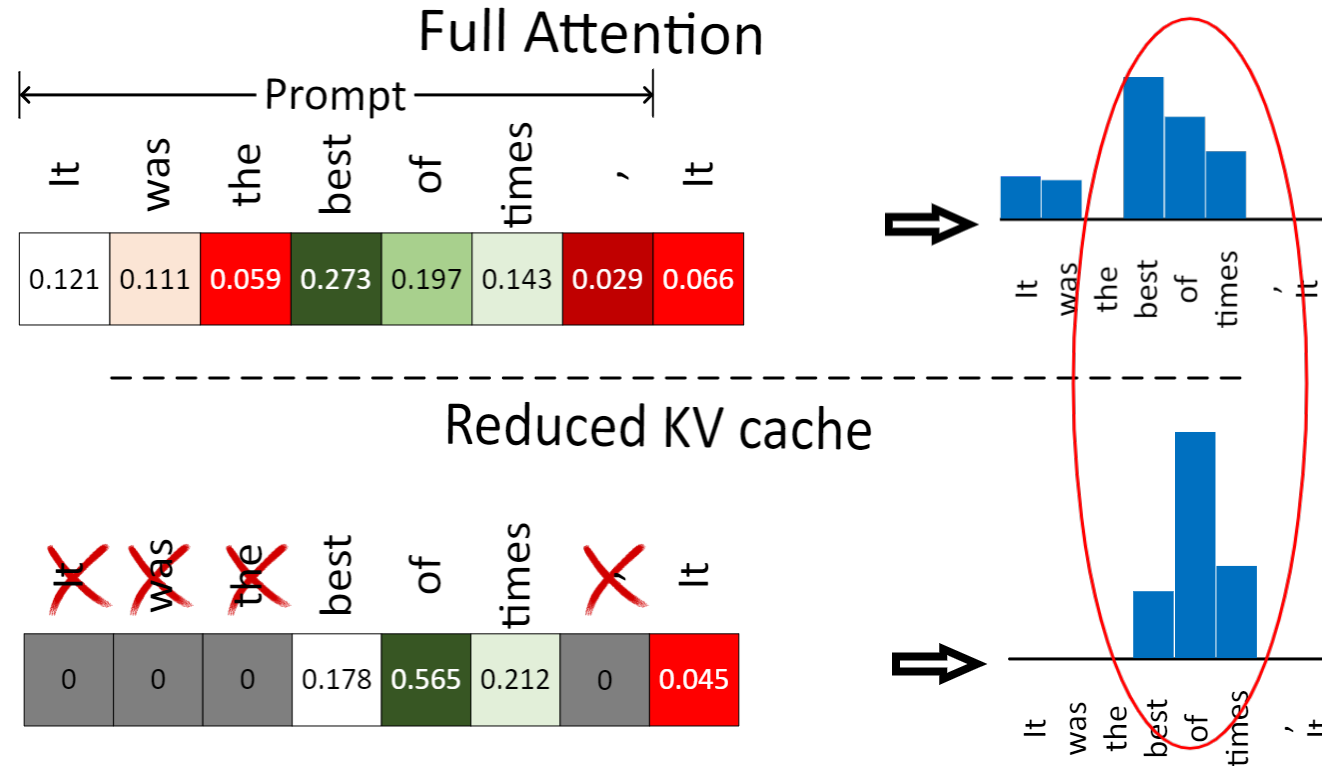 Full Attention
Prompt
It was the best of times , It
0.121 0.111 0.059 0.273 0.197 0.143 0.029 0.066
It was the best of times , It
Reduced KV cache
It was the best of times , It
0 0 0 0.178 0.565 0.212 0 0.045
It was the best of times , It